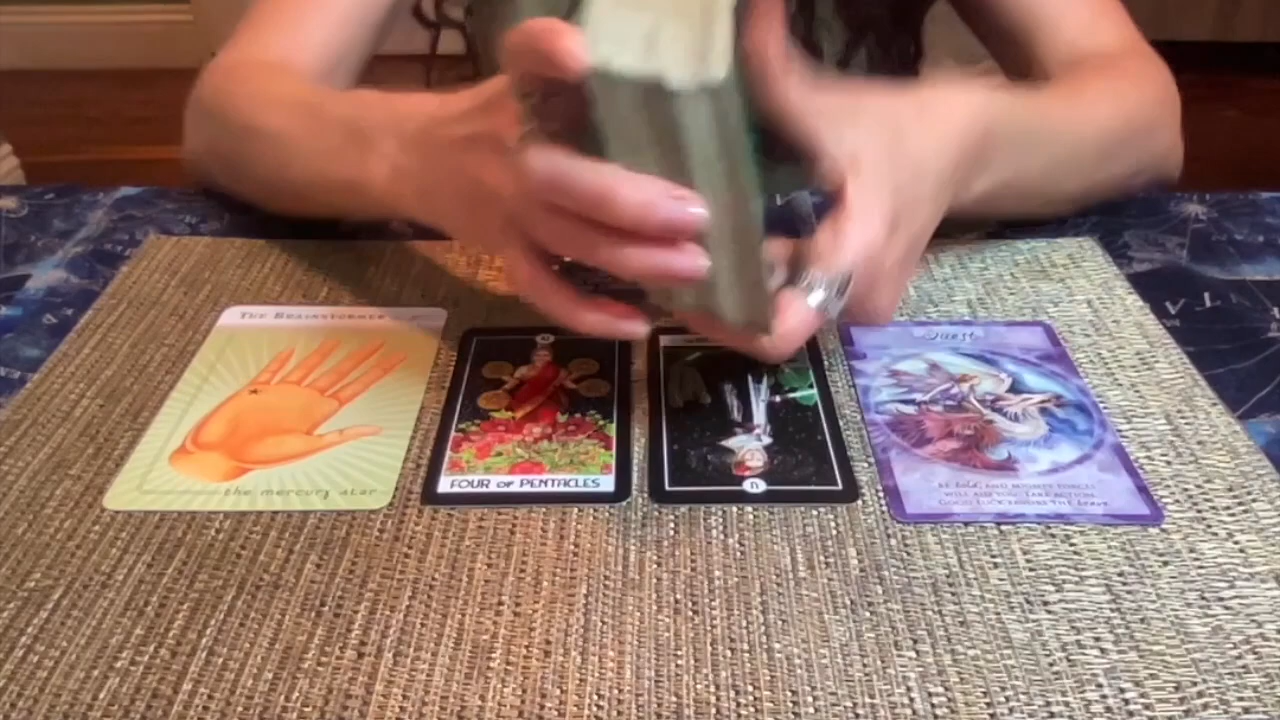 THE BRAINSTORMER
the mercury star
FOUR OF PENTACLES
Quest
BE bold, AND MIGHTY FORCES
WILL AID YOU. TAKE ACTION.
GOOD LUCK FAVORS THE brave.